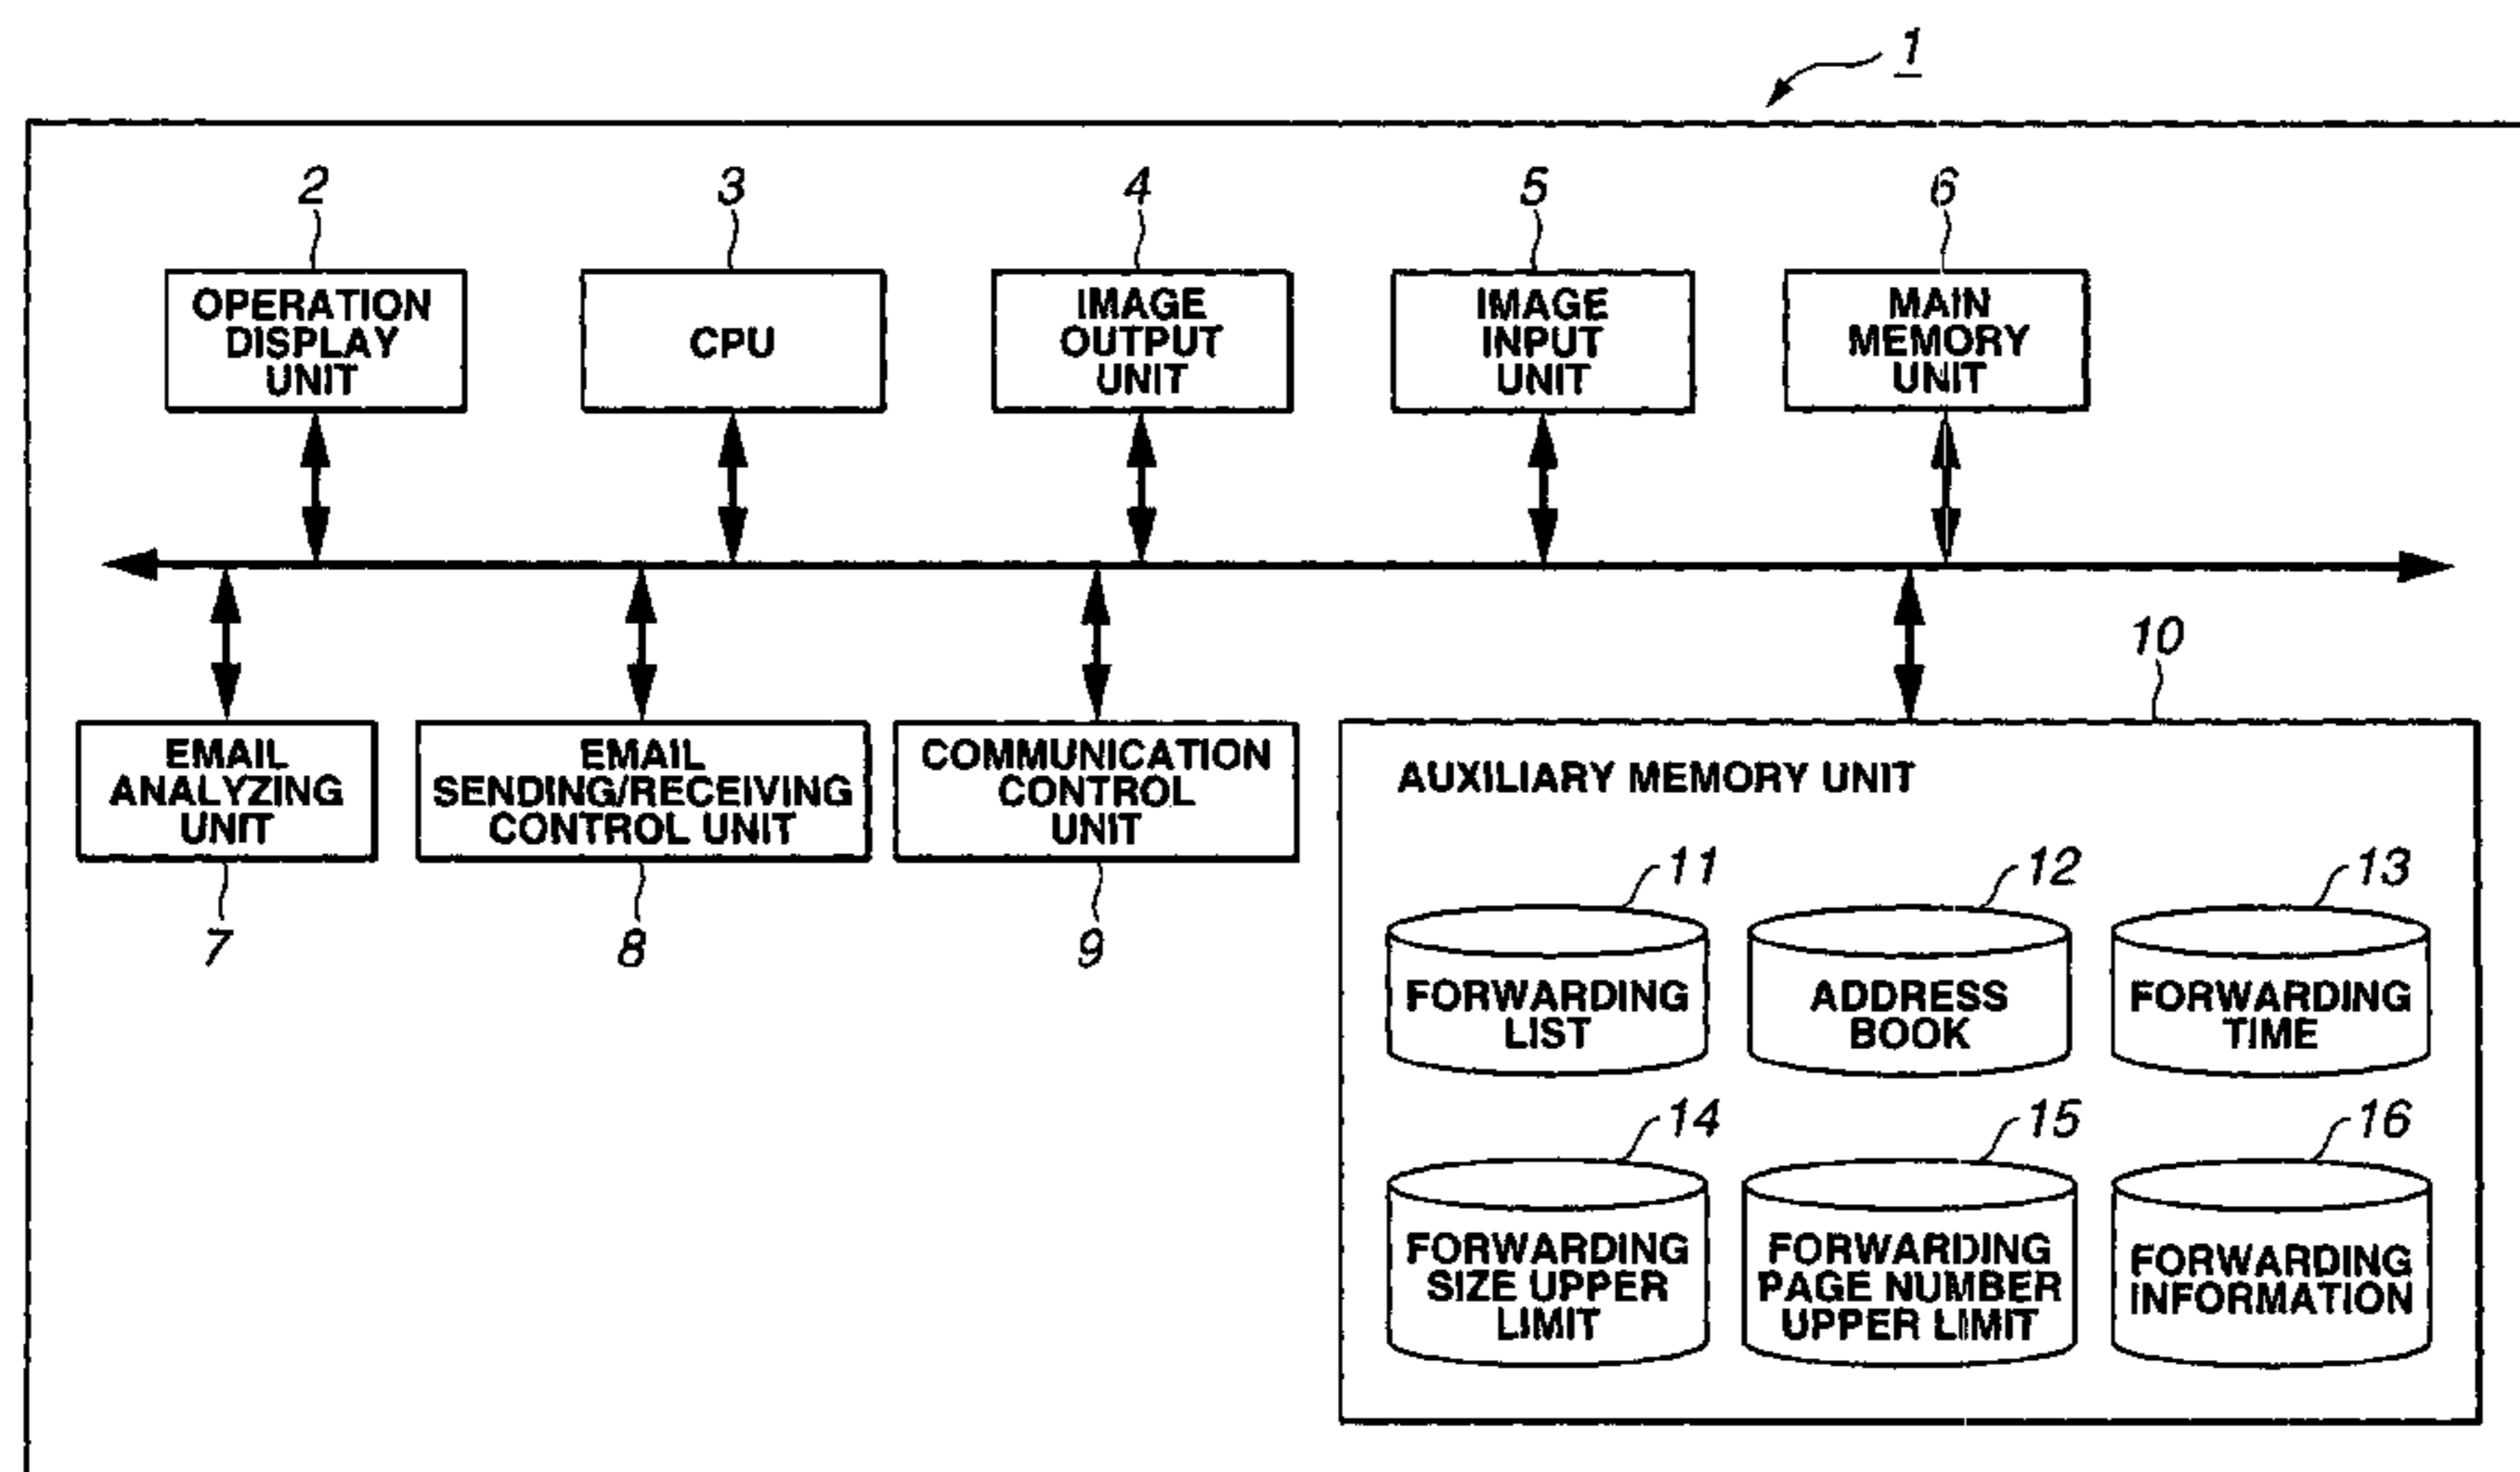 1
2
3
4
5
6
OPERATION
DISPLAY
UNIT
CPU
IMAGE
OUTPUT
UNIT
IMAGE
INPUT
UNIT
MAIN
MEMORY
UNIT
10
EMAIL
ANALYZING
UNIT
EMAIL
SENDING/RECEIVING
CONTROL UNIT
COMMUNICATION
CONTROL
UNIT
7
8
9
AUXILIARY MEMORY UNIT
11
12
13
FORWARDING
LIST
ADDRESS
BOOK
FORWARDING
TIME
14
15
16
FORWARDING
SIZE UPPER
LIMIT
FORWARDING
PAGE NUMBER
UPPER LIMIT
FORWARDING
INFORMATION